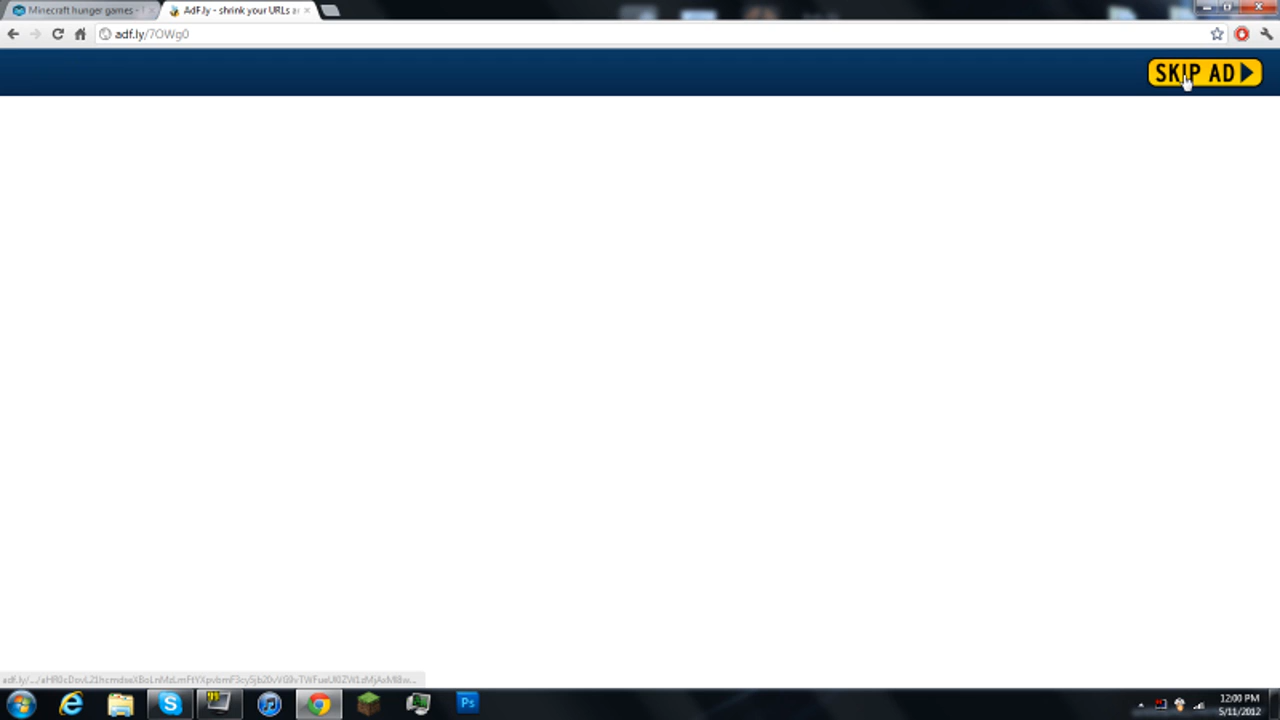 Minecraft hunger games -
AdF.ly - shrink your URLs a
adf.ly/7OWg0
SKIP AD
Ps
12:00 PM
5/11/2012